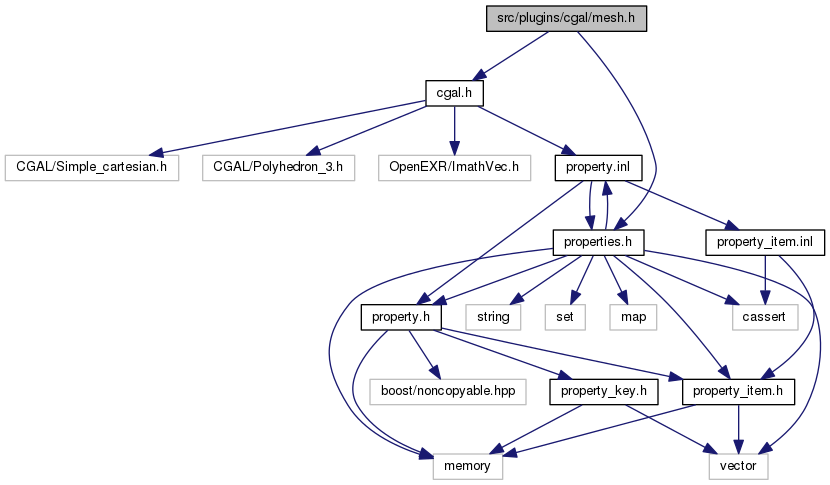 src/plugins/cgal/mesh.h
cgal.h
CGAL/Simple_cartesian.h
CGAL/Polyhedron_3.h
OpenEXR/ImathVec.h
property.inl
properties.h
property_item.inl
property.h
string
set
map
cassert
boost/noncopyable.hpp
property_key.h
property_item.h
memory
vector